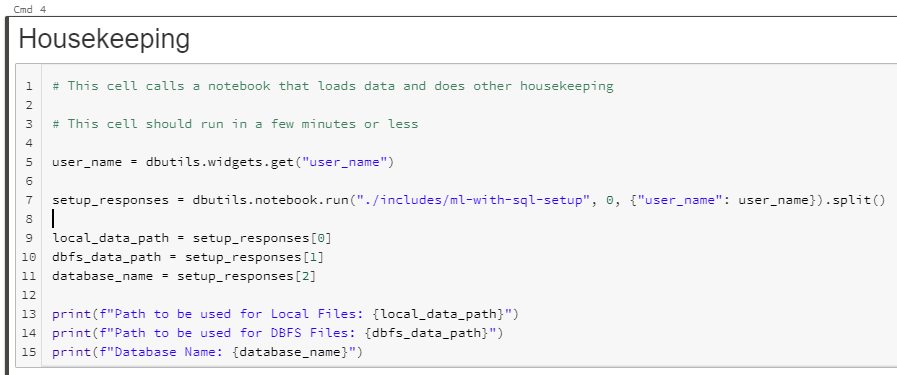 Cmd 4
Housekeeping
1 # This cell calls a notebook that loads data and does other housekeeping
2
3 # This cell should run in a few minutes or less
4
5 user_name = dbutils.widgets.get("user_name")
6
7 setup_responses = dbutils.notebook.run("./includes/ml-with-sql-setup", 0, {"user_name": user_name}).split()
8
9 local_data_path = setup_responses[0]
10 dbfs_data_path = setup_responses[1]
11 database_name = setup_responses[2]
12
13 print(f"Path to be used for Local Files: {local_data_path}")
14 print(f"Path to be used for DBFS Files: {dbfs_data_path}")
15 print(f"Database Name: {database_name}")